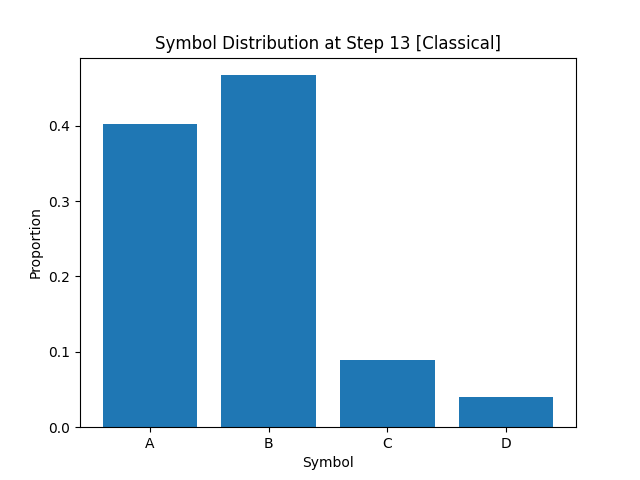 Symbol Distribution at Step 13 [Classical]
Proportion
0.4
0.3
0.2
0.1
0.0
A B C D
Symbol